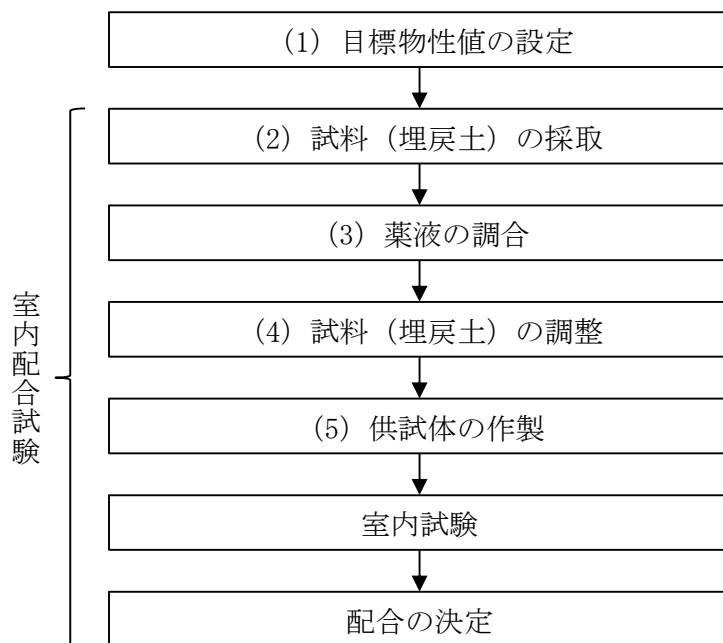 (1) 目標物性値の設定
(2) 試料（埋戻土）の採取
(3) 薬液の調合
(4) 試料（埋戻土）の調整
(5) 供試体の作製
室内試験
配合の決定
室内配合試験